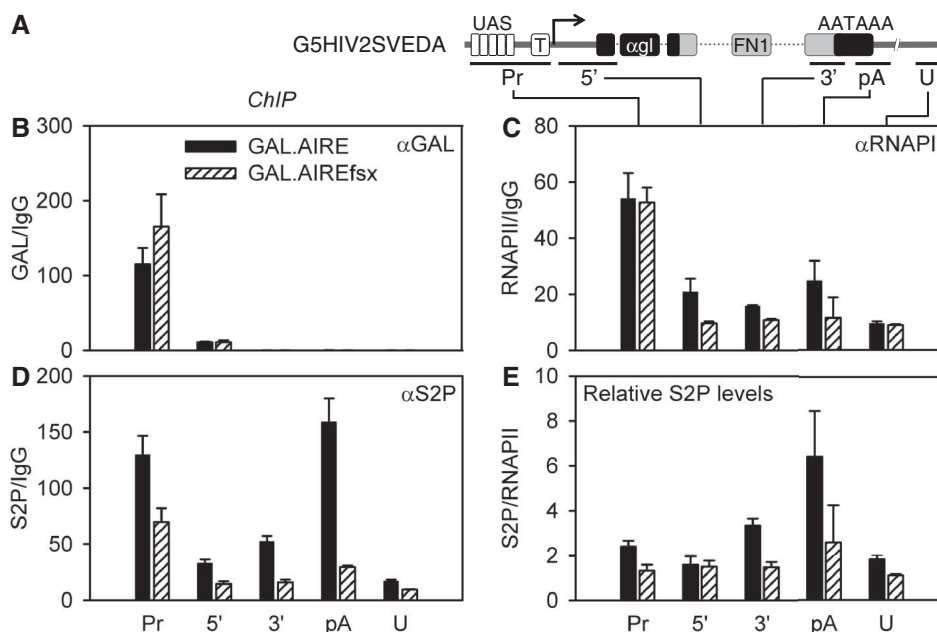 A
UAS
AATAAA
G5HIV2SVEDA
T
αgl
FN1
Pr
5'
3'
pA
U
ChIP
B
300
200
100
0
GAL/IgG
GAL.AIRE
GAL.AIREfsx
αGAL
C
80
60
40
20
0
RNAPII/IgG
αRNAPI
D
200
150
100
50
0
S2P/IgG
αS2P
Pr
5'
3'
pA
U
E
10
8
6
4
2
0
S2P/RNAPII
Relative S2P levels
Pr
5'
3'
pA
U